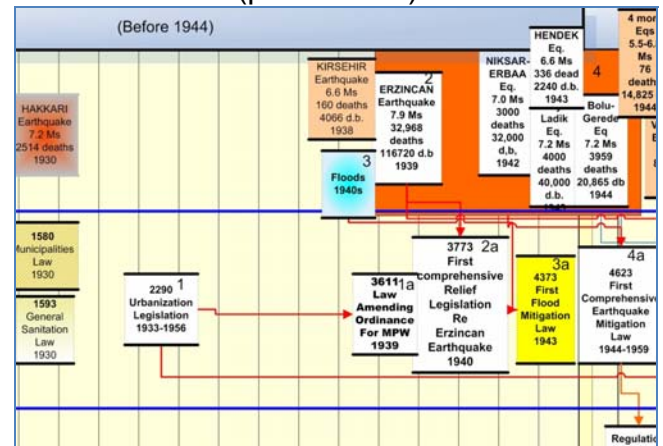 (Before 1944)
HAKKARI
Earthquake
7.2 Ms
2514 deaths
1930
KIRSEHIR
Earthquake
6.6 Ms
160 deaths
4066 d.b.
1938
2
ERZINCAN
Earthquake
7.9 Ms
32,968
deaths
116720 d.b
1939
3
Floods
1940s
NIKSAR-
ERBAA
Eq.
7.0 Ms
3000
deaths
32,000
d.b,
1942
HENDEK
Eq.
6.6 Ms
336 dead
2240 d.b.
1943
Ladik
Eq.
7.2 Ms
4000
deaths
40,000
d.b.
1943
4
Bolu-
Gerede
Eq
7.2 Ms
3959
deaths
20,865 db
1944
4 mor
Eqs
5.5-6.
Ms
76
death
14,825
1944
1580
Municipalities
Law
1930
1593
General
Sanitation
Law
1930
1
2290
Urbanization
Legislation
1933-1956
1a
3611
Law
Amending
Ordinance
For MPW
1939
2a
3773
First
comprehensive
Relief
Legislation
Re
Erzincan
Earthquake
1940
3a
4373
First
Flood
Mitigation
Law
1943
4a
4623
First
Comprehensive
Earthquake
Mitigation
Law
1944-1959
Regulatio